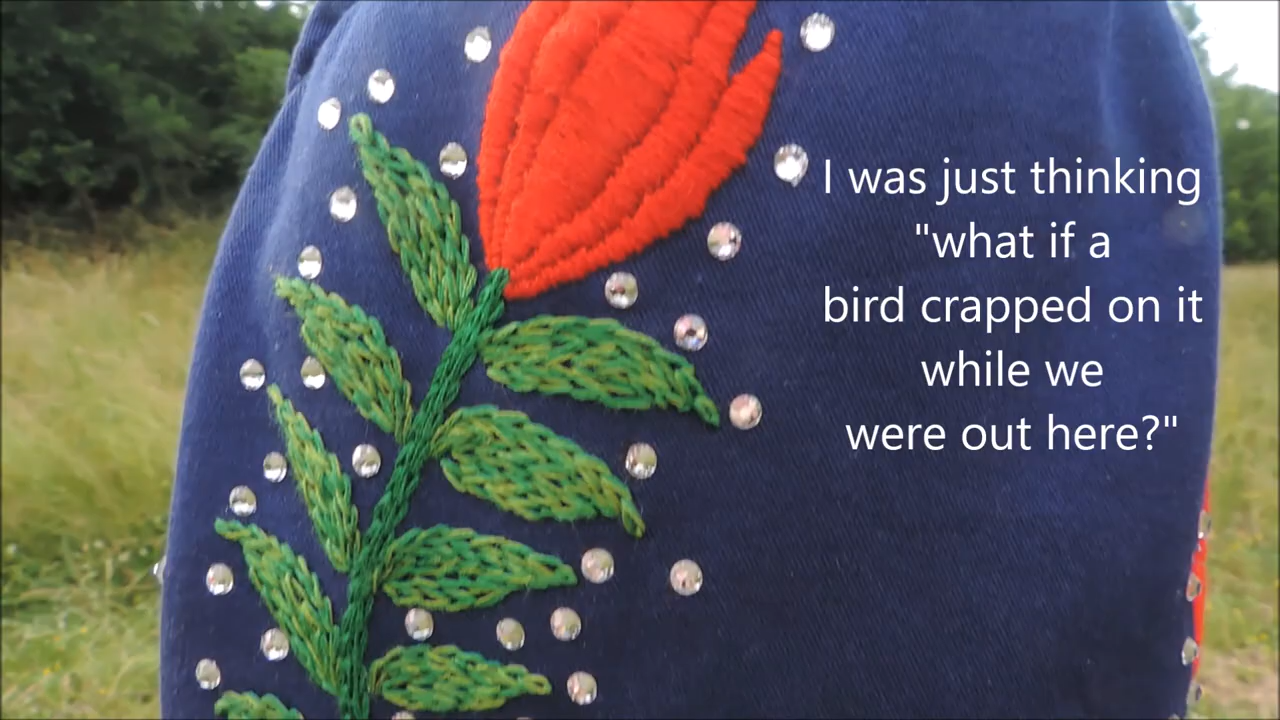 I was just thinking
"what if a
bird crapped on it
while we
were out here?"